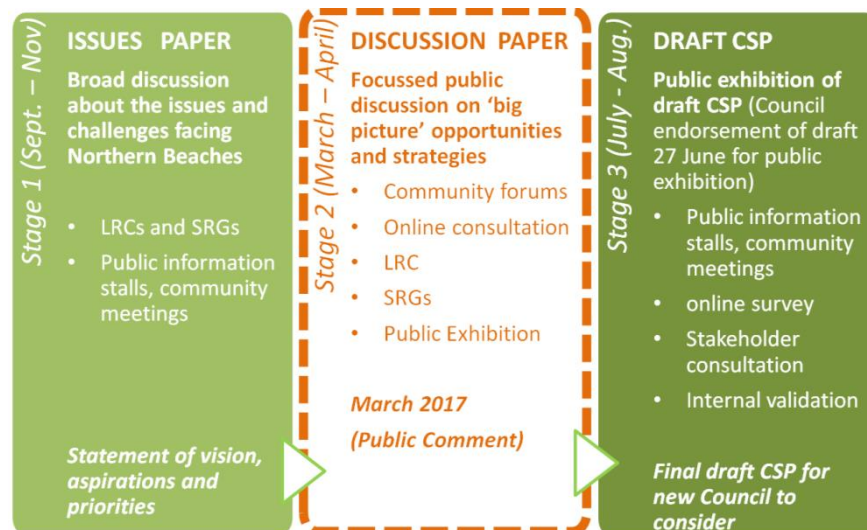 Stage 1 (Sept. – Nov)
ISSUES PAPER
Broad discussion
about the issues and
challenges facing
Northern Beaches
• LRCs and SRGs
• Public information
stalls, community
meetings
Statement of vision,
aspirations and
priorities
Stage 2 (March – April)
DISCUSSION PAPER
Focussed public
discussion on ‘big
picture’ opportunities
and strategies
• Community forums
• Online consultation
• LRC
• SRGs
• Public Exhibition
March 2017
(Public Comment)
Stage 3 (July - Aug.)
DRAFT CSP
Public exhibition of
draft CSP (Council
endorsement of draft
27 June for public
exhibition)
• Public information
stalls, community
meetings
• online survey
• Stakeholder
consultation
• Internal validation
Final draft CSP for
new Council to
consider